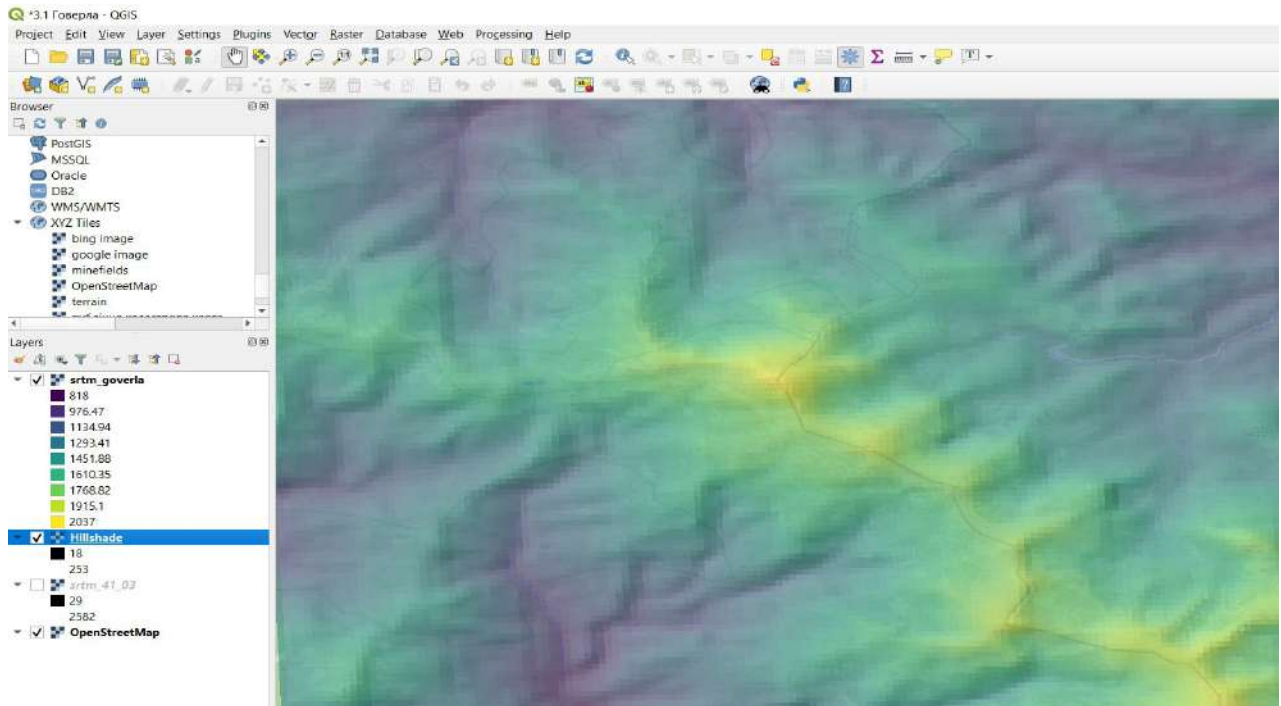 *3.1 Говерла - QGIS
Project Edit View Layer Settings Plugins Vector Raster Database Web Processing Help
Browser
PostGIS
MSSQL
Oracle
DB2
WMS/WMTS
XYZ Tiles
bing image
google image
minefields
OpenStreetMap
terrain
Layers
srtm_goverla
818
976.47
1134.94
1293.41
1451.88
1610.35
1768.82
1915.1
2037
Hillshade
18
253
srtm_41_03
29
2582
OpenStreetMap